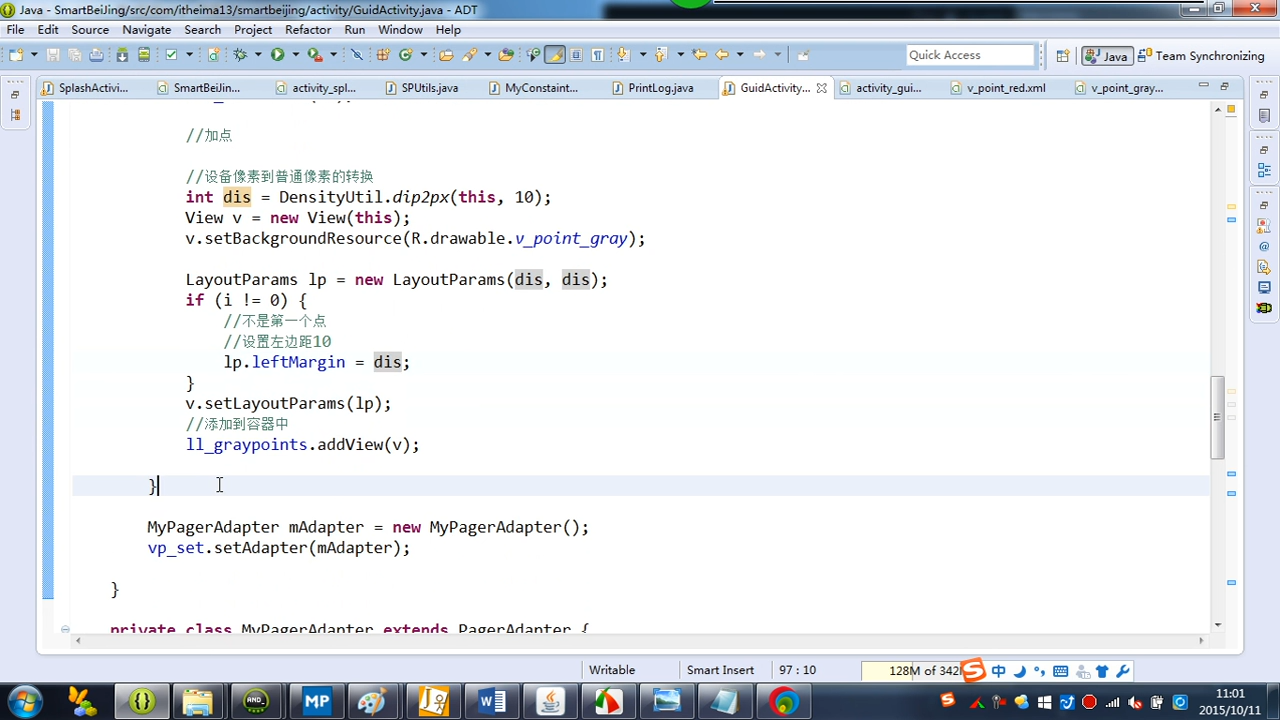 Java - SmartBeiJing/src/com/itheima13/smartbeijing/activity/GuidActivity.java - ADT
File Edit Source Navigate Search Project Refactor Run Window Help
Quick Access
Java
Team Synchronizing
SplashActivi...
SmartBeiJin...
activity_spl...
SPUtils.java
MyConstaint...
PrintLog.java
GuidActivity...
activity_gui...
v_point_red.xml
v_point_gray...
//加点
//设备像素到普通像素的转换
int dis = DensityUtil.dip2px(this, 10);
View v = new View(this);
v.setBackgroundResource(R.drawable.v_point_gray);
LayoutParams lp = new LayoutParams(dis, dis);
if (i != 0) {
//不是第一个点
//设置左边距10
lp.leftMargin = dis;
}
v.setLayoutParams(lp);
//添加到容器中
ll_graypoints.addView(v);
}
MyPagerAdapter mAdapter = new MyPagerAdapter();
vp_set.setAdapter(mAdapter);
}
private class MyPagerAdapter extends PagerAdapter {
Writable
Smart Insert
97 : 10
128M of 342
中
MP
11:01
2015/10/11